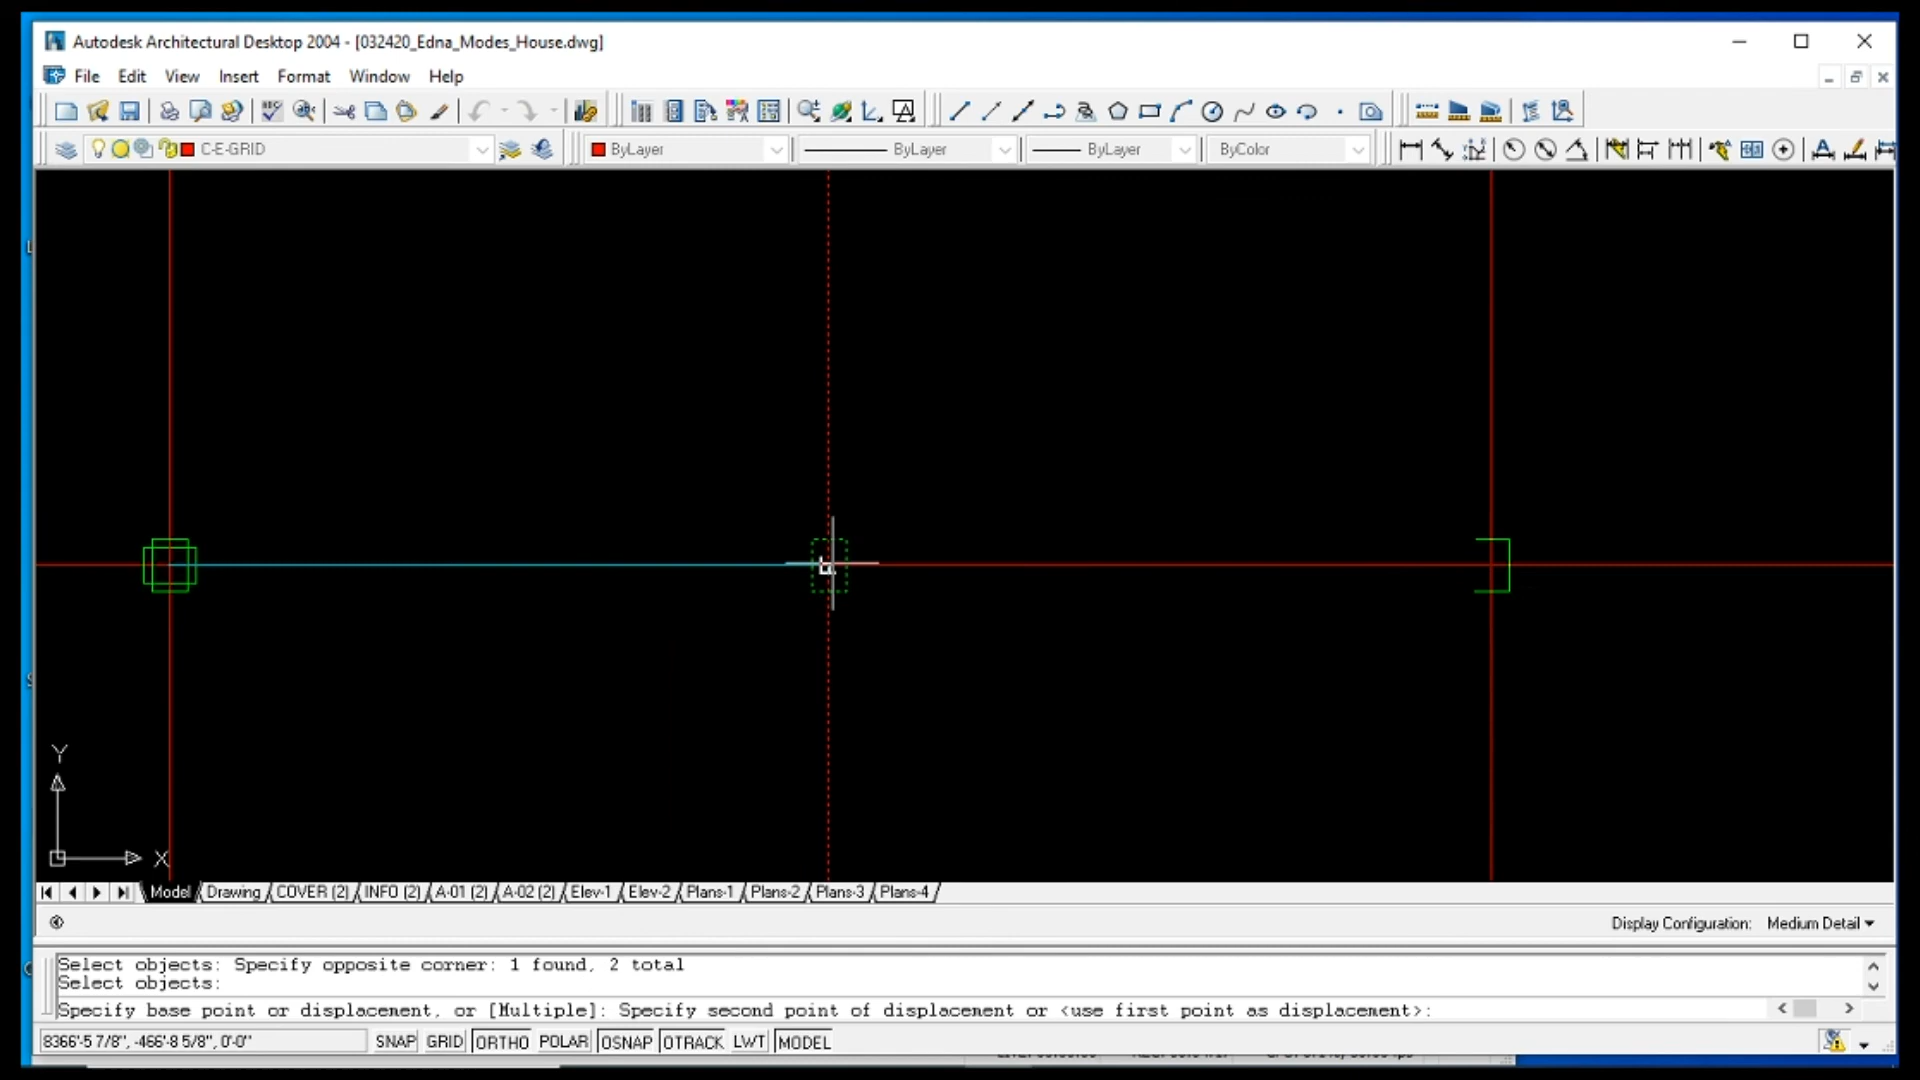 Autodesk Architectural Desktop 2004 - [032420_Edna_Modes_House.dwg]
File Edit View Insert Format Window Help
C-E-GRID ByLayer ByLayer ByLayer ByColor
Y
X
Model Drawing COVER (2) INFO (2) A-01 (2) A-02 (2) Elev-1 Elev-2 Plans-1 Plans-2 Plans-3 Plans-4
Display Configuration: Medium Detail
Select objects: Specify opposite corner: 1 found, 2 total
Select objects:
Specify base point or displacement, or [Multiple]: Specify second point of displacement or <use first point as displacement>:
8366'-5 7/8", -466'-8 5/8", 0'-0" SNAP GRID ORTHO POLAR OSNAP OTRACK LWT MODEL